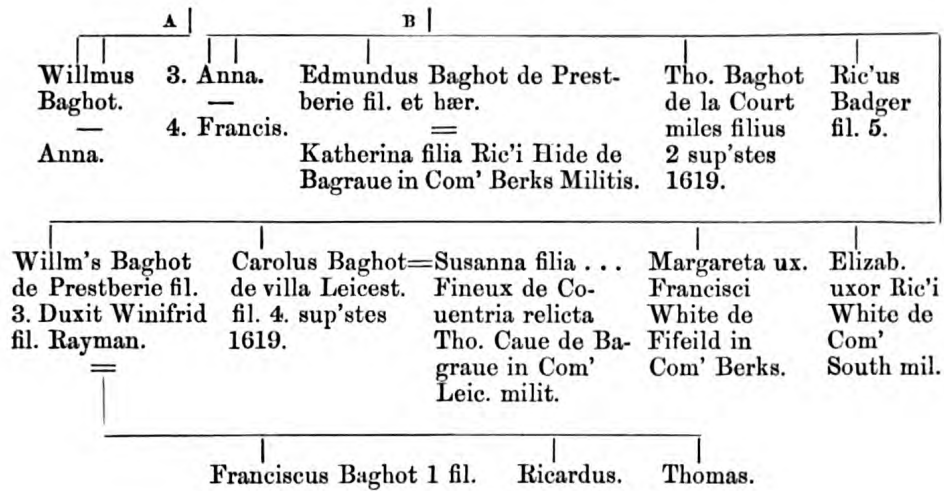 A B
Willmus
Baghot.
—
Anna.
3. Anna.
—
4. Francis.
Edmundus Baghot de Prest-
berie fil. et hær.
=
Katherina filia Ric'i Hide de
Bagraue in Com' Berks Militis.
Tho. Baghot
de la Court
miles filius
2 sup'stes
1619.
Ric'us
Badger
fil. 5.
Willm's Baghot
de Prestberie fil.
3. Duxit Winifrid
fil. Rayman.
=
Carolus Baghot=
de villa Leicest.
fil. 4. sup'stes
1619.
Susanna filia . . .
Fineux de Co-
uentria relicta
Tho. Caue de Ba-
graue in Com'
Leic. milit.
Margareta ux.
Francisci
White de
Fifeild in
Com' Berks.
Elizab.
uxor Ric'i
White de
Com'
South mil.
Franciscus Baghot 1 fil. Ricardus. Thomas.